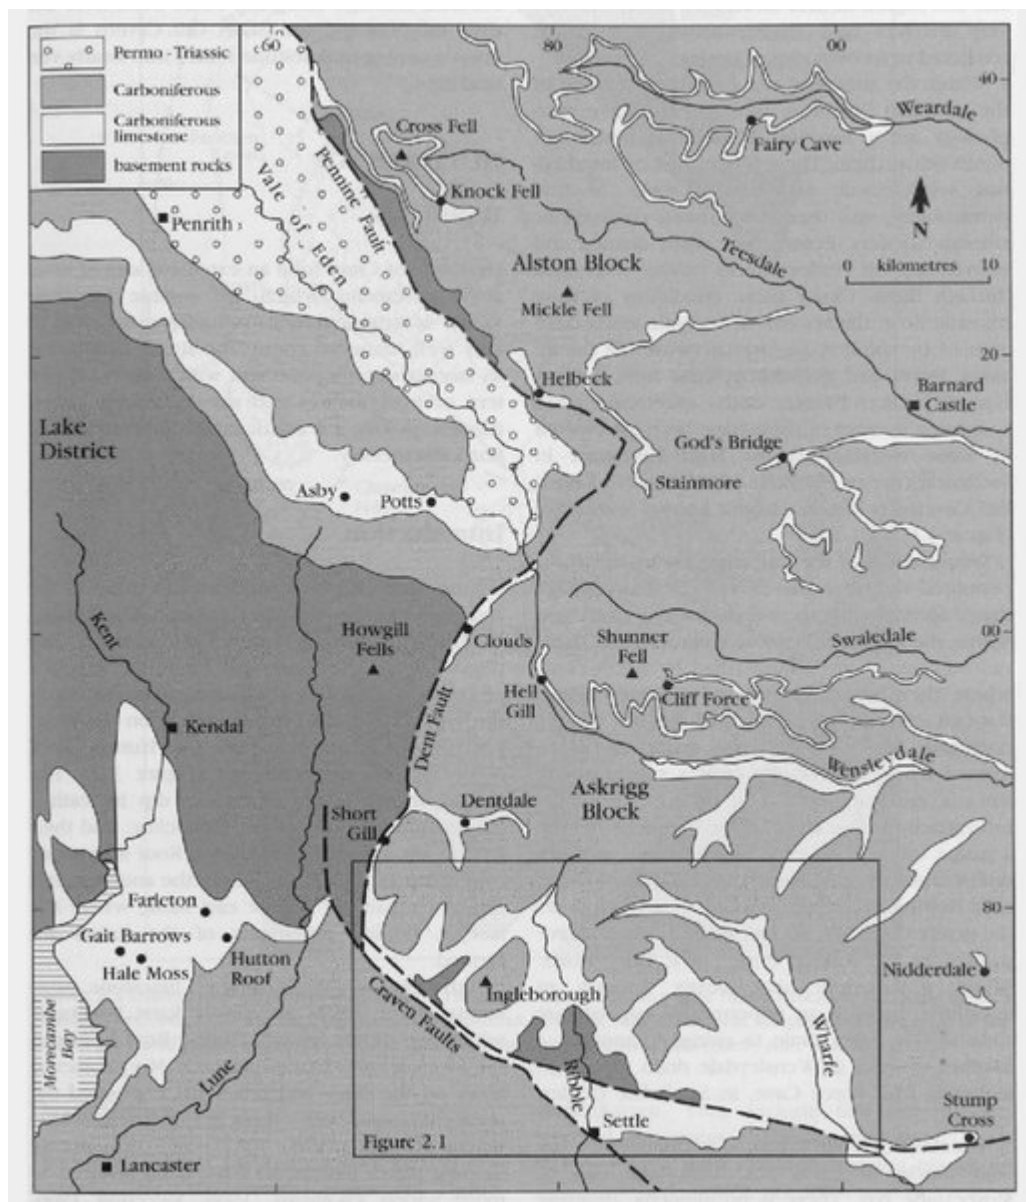 60
80
00
Permo - Triassic
Carboniferous
Carboniferous
limestone
basement rocks
40
Weardale
Cross Fell
Fairy Cave
Pennine Fault
Knock Fell
Vale of Eden
Penrith
N
Teesdale
Alston Block
0 kilometres 10
Mickle Fell
20
Helbeck
Barnard
Castle
Lake
District
God's Bridge
Stainmore
Asby
Potts
Kent
Howgill
Fells
Clouds
Shunner
Fell
00
Swaledale
Hell
Gill
Cliff Force
Kendal
Dent Fault
Wensleydale
Askrigg
Block
Short
Gill
Dentdale
Farleton
80
Gait Barrows
Hale Moss
Hutton
Roof
Nidderdale
Ingleborough
Craven Faults
Morecambe
Bay
Wharfe
Lune
Ribble
Stump
Cross
Settle
Figure 2.1
Lancaster